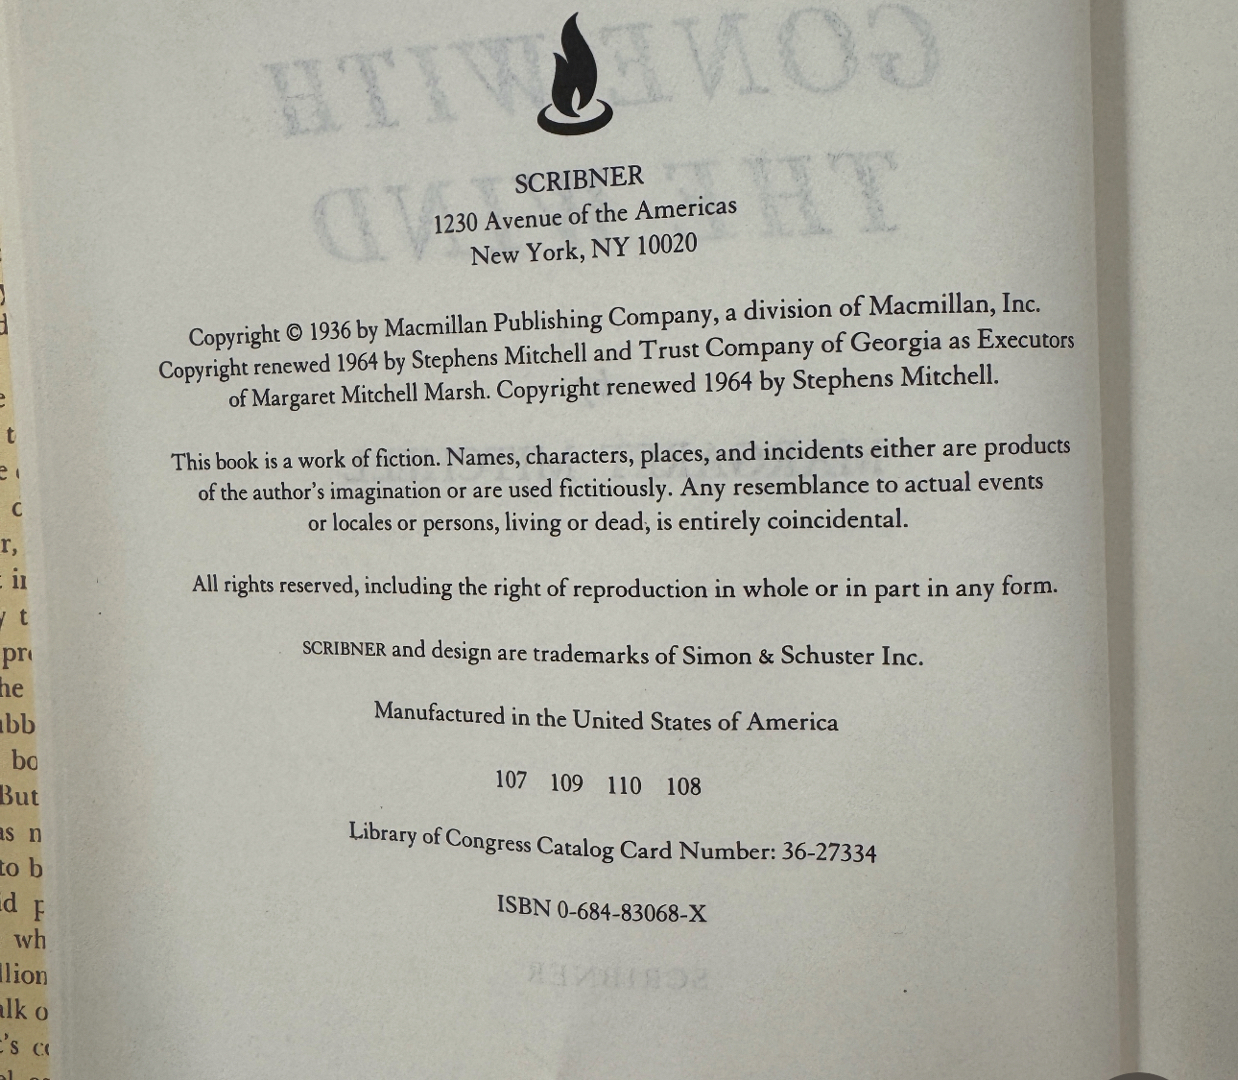 GONE WITH
THE WIND
SCRIBNER
1230 Avenue of the Americas
New York, NY 10020
Copyright © 1936 by Macmillan Publishing Company, a division of Macmillan, Inc.
Copyright renewed 1964 by Stephens Mitchell and Trust Company of Georgia as Executors
of Margaret Mitchell Marsh. Copyright renewed 1964 by Stephens Mitchell.
This book is a work of fiction. Names, characters, places, and incidents either are products
of the author's imagination or are used fictitiously. Any resemblance to actual events
or locales or persons, living or dead, is entirely coincidental.
All rights reserved, including the right of reproduction in whole or in part in any form.
SCRIBNER and design are trademarks of Simon & Schuster Inc.
Manufactured in the United States of America
107 109 110 108
Library of Congress Catalog Card Number: 36-27334
ISBN 0-684-83068-X
SCRIBNER